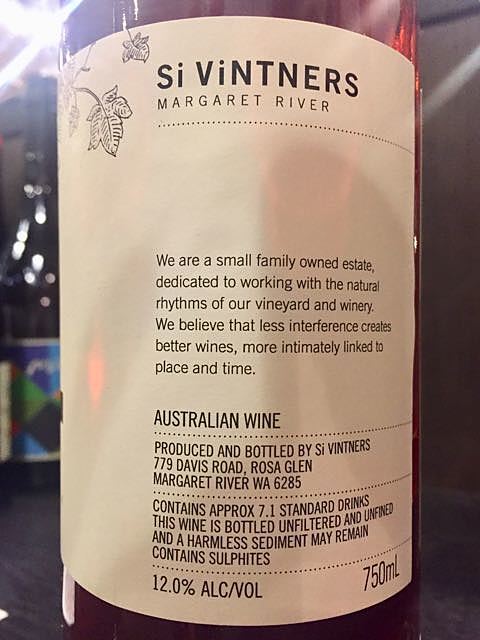 Si ViNTNERS
MARGARET RIVER
We are a small family owned estate,
dedicated to working with the natural
rhythms of our vineyard and winery.
We believe that less interference creates
better wines, more intimately linked to
place and time.
AUSTRALIAN WINE
PRODUCED AND BOTTLED BY Si VINTNERS
779 DAVIS ROAD, ROSA GLEN
MARGARET RIVER WA 6285
CONTAINS APPROX 7.1 STANDARD DRINKS
THIS WINE IS BOTTLED UNFILTERED AND UNFINED
AND A HARMLESS SEDIMENT MAY REMAIN
CONTAINS SULPHITES
12.0% ALC/VOL 750mL